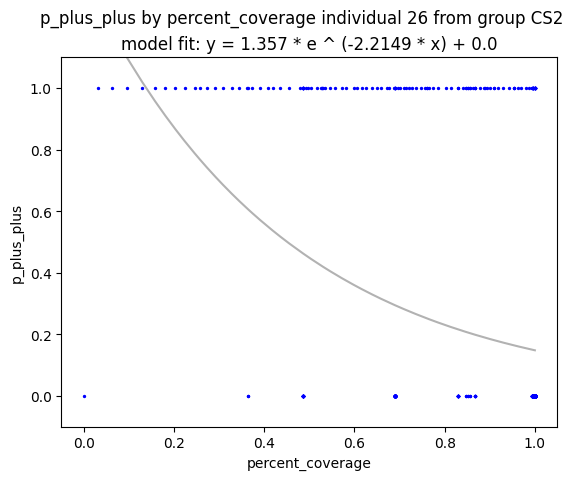 p_plus_plus by percent_coverage individual 26 from group CS2
model fit: y = 1.357 * e ^ (-2.2149 * x) + 0.0
1.0
0.8
0.6
0.4
0.2
0.0
p_plus_plus
0.0 0.2 0.4 0.6 0.8 1.0
percent_coverage